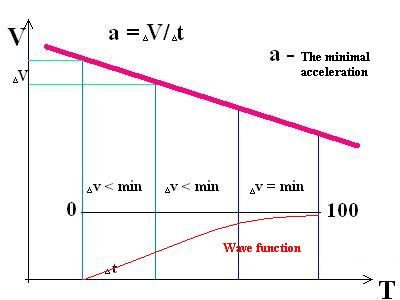 V
a = ΔV/Δt
a - The minimal
acceleration
ΔV
Δv < min
Δv < min
Δv = min
0
100
Wave function
Δt
T